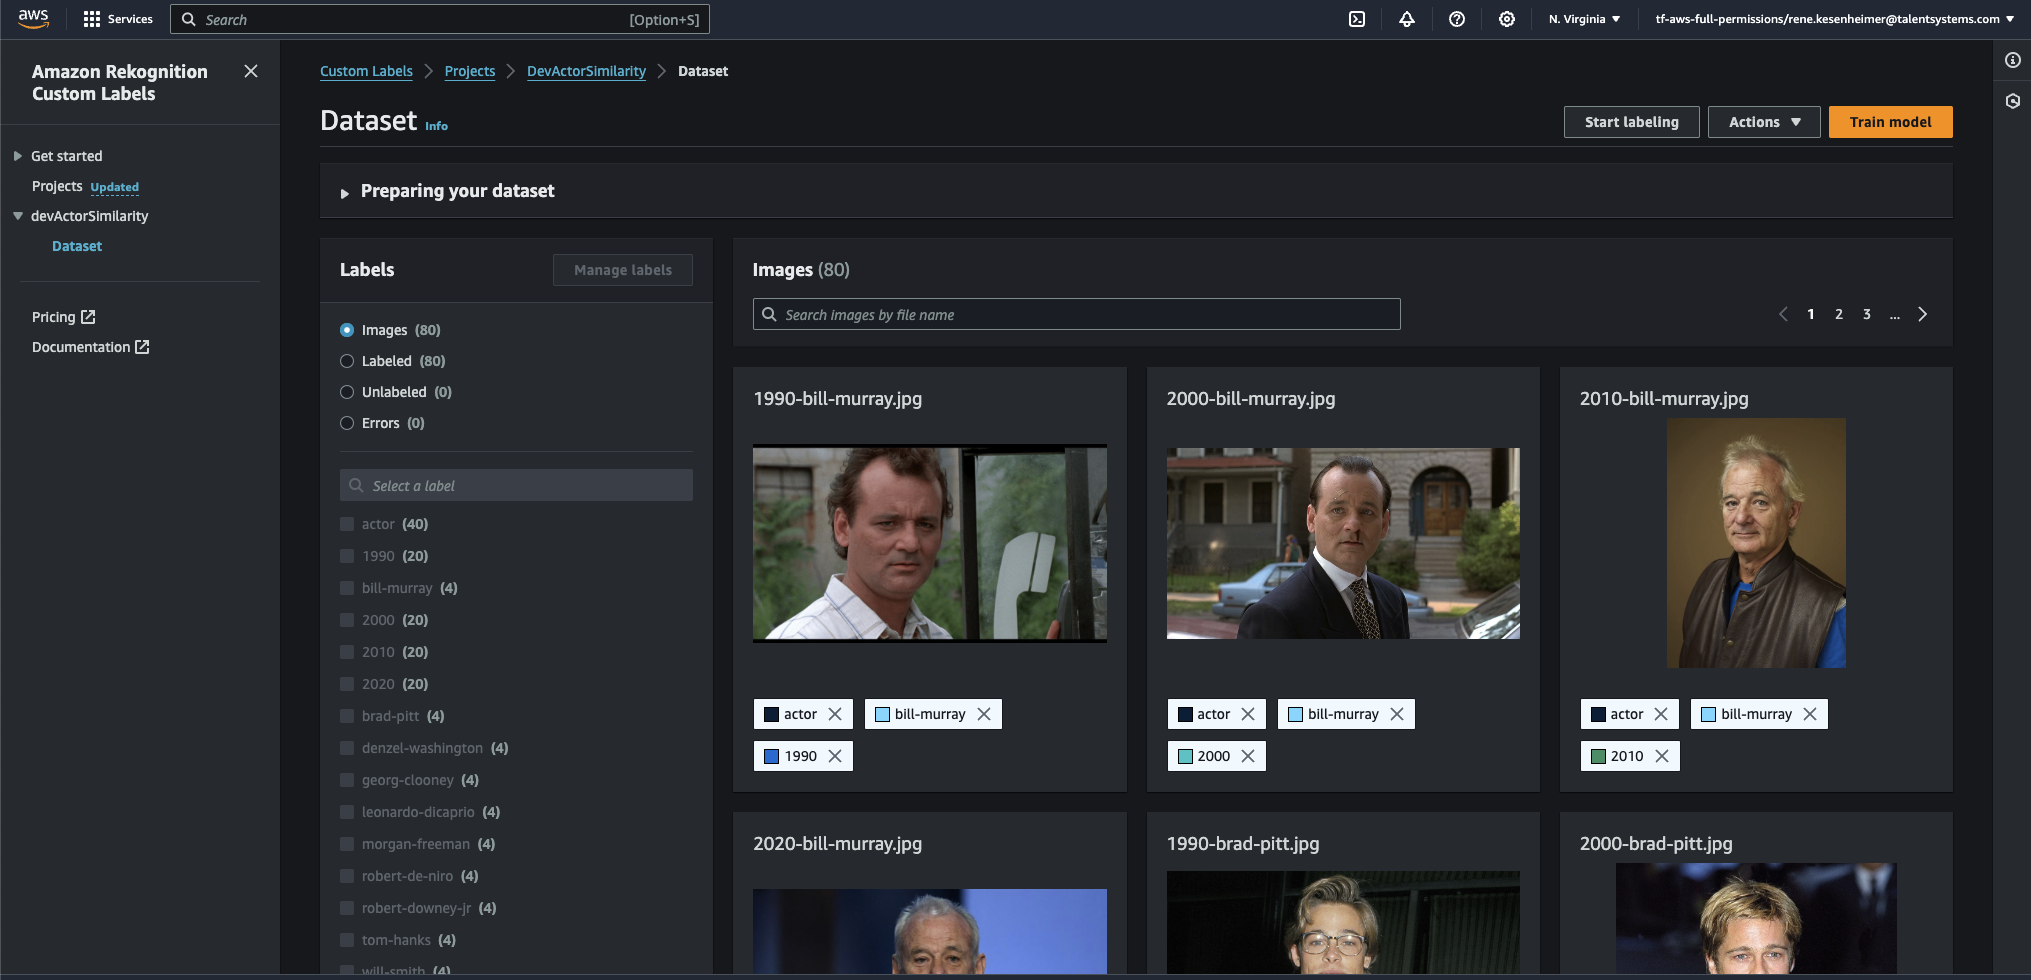 aws
Services
Search
[Option+S]
N. Virginia
tf-aws-full-permissions/rene.kesenheimer@talentsystems.com
Amazon Rekognition
Custom Labels
Get started
Projects Updated
devActorSimilarity
Dataset
Pricing
Documentation
Custom Labels
Projects
DevActorSimilarity
Dataset
Dataset Info
Start labeling
Actions
Train model
Preparing your dataset
Labels
Manage labels
Images (80)
Labeled (80)
Unlabeled (0)
Errors (0)
Select a label
actor (40)
1990 (20)
bill-murray (4)
2000 (20)
2010 (20)
2020 (20)
brad-pitt (4)
denzel-washington (4)
georg-clooney (4)
leonardo-dicaprio (4)
morgan-freeman (4)
robert-de-niro (4)
robert-downey-jr (4)
tom-hanks (4)
will-smith (4)
Images (80)
Search images by file name
1 2 3 ...
1990-bill-murray.jpg
actor bill-murray
1990
2000-bill-murray.jpg
actor bill-murray
2000
2010-bill-murray.jpg
actor bill-murray
2010
2020-bill-murray.jpg
1990-brad-pitt.jpg
2000-brad-pitt.jpg